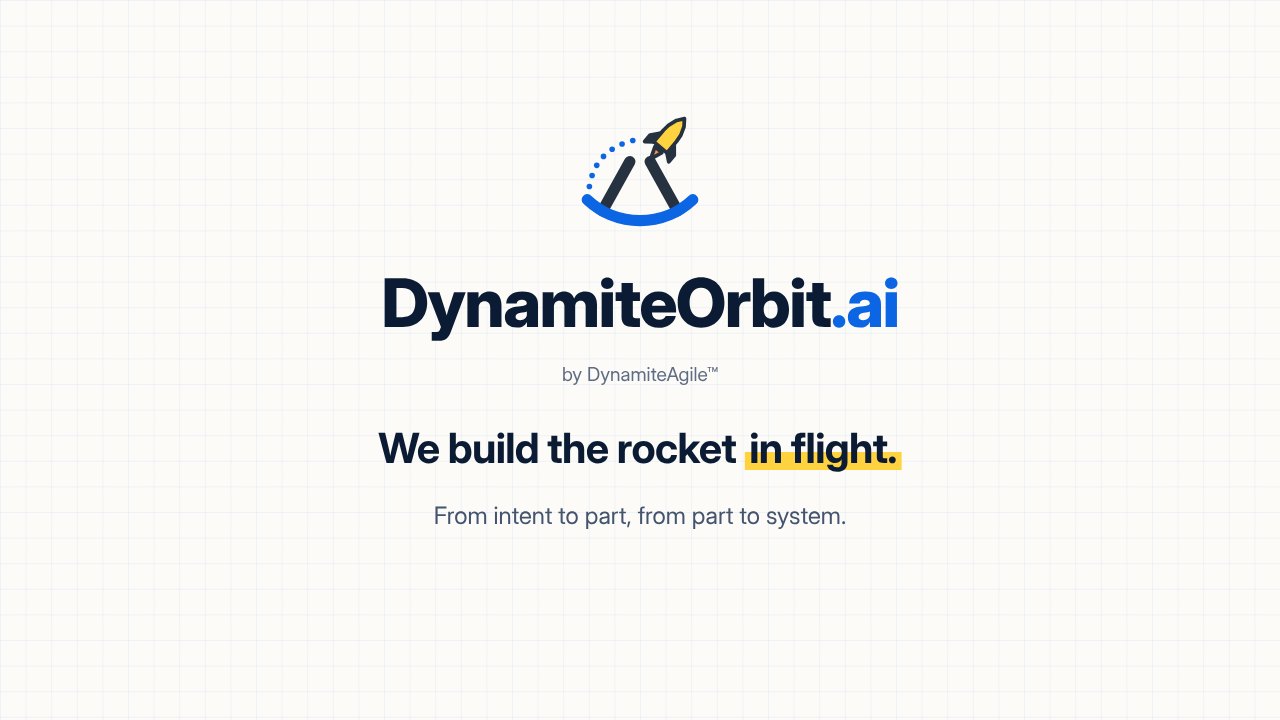 DynamiteOrbit.ai
by DynamiteAgile™
We build the rocket in flight.
From intent to part, from part to system.